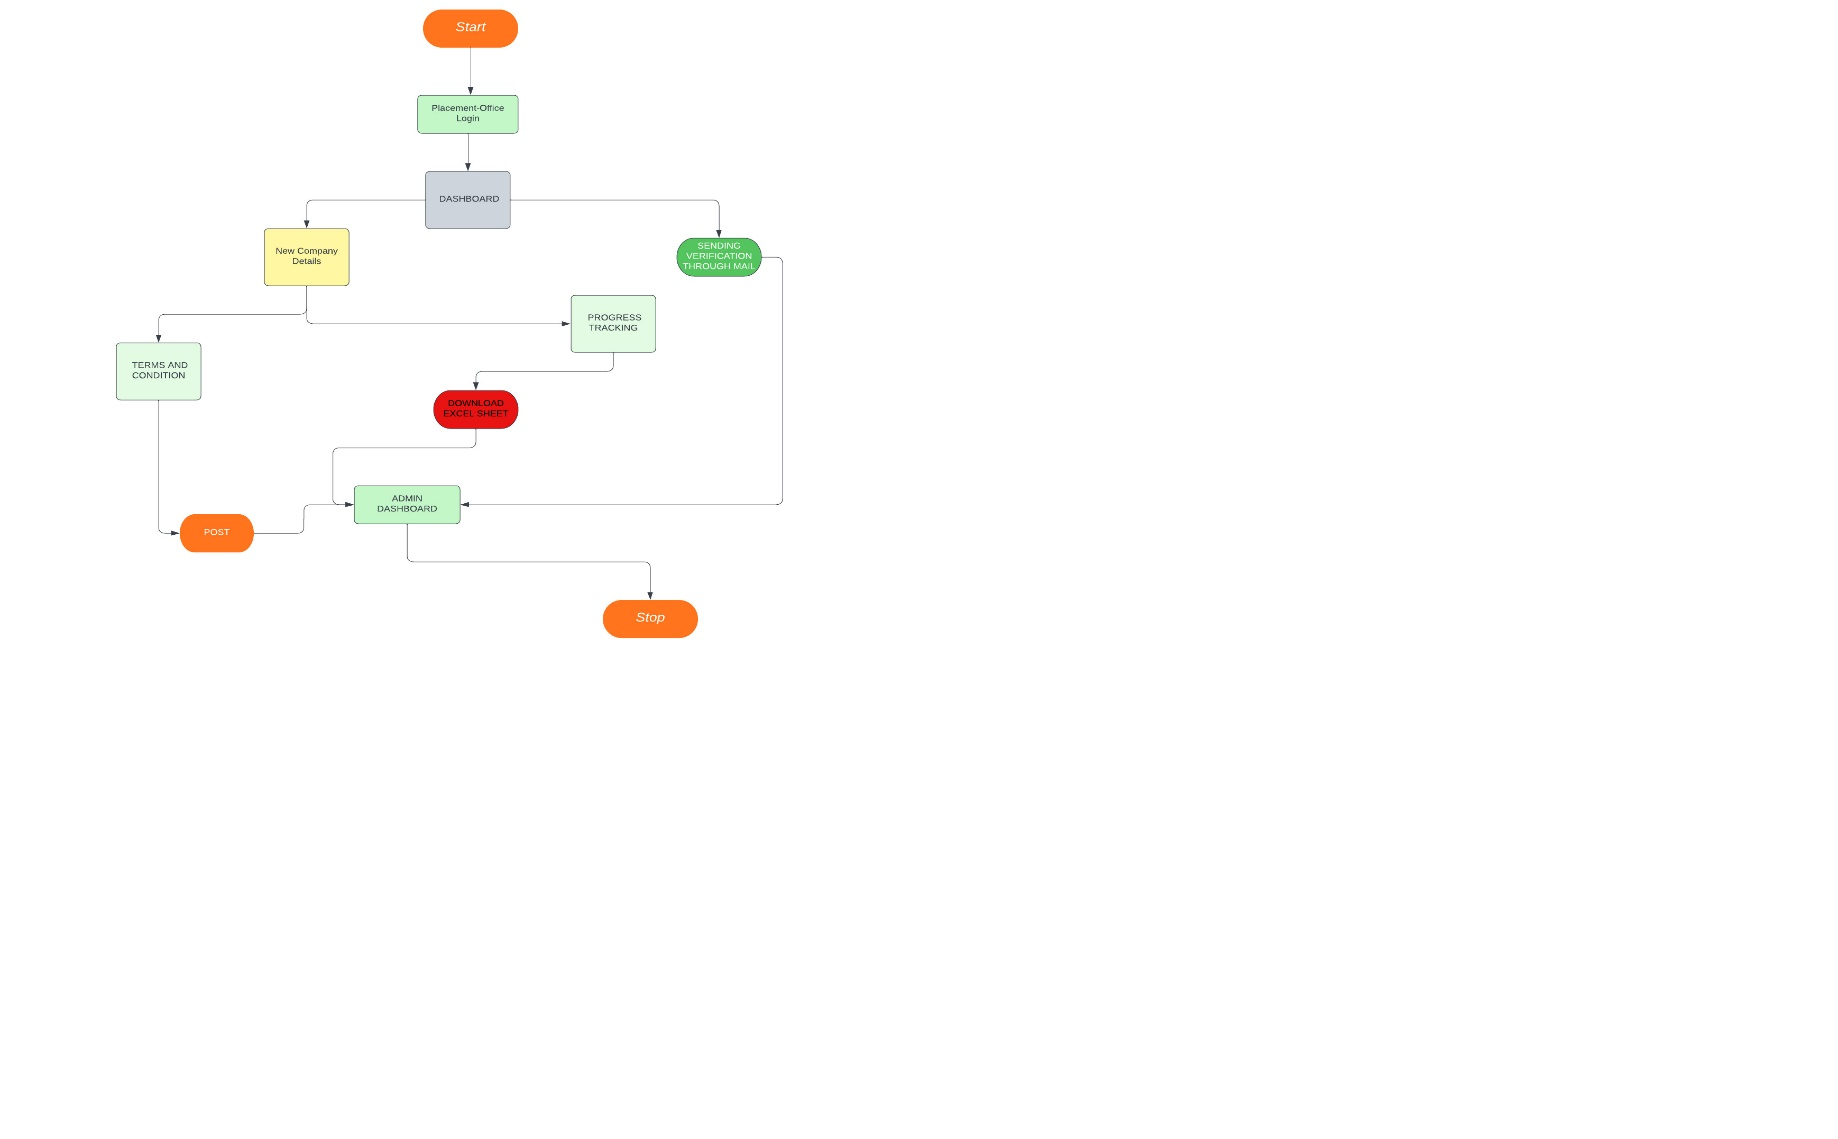 Start
Placement-Office
Login
DASHBOARD
New Company
Details
SENDING
VERIFICATION
THROUGH MAIL
PROGRESS
TRACKING
TERMS AND
CONDITION
DOWNLOAD
EXCEL SHEET
ADMIN
DASHBOARD
POST
Stop